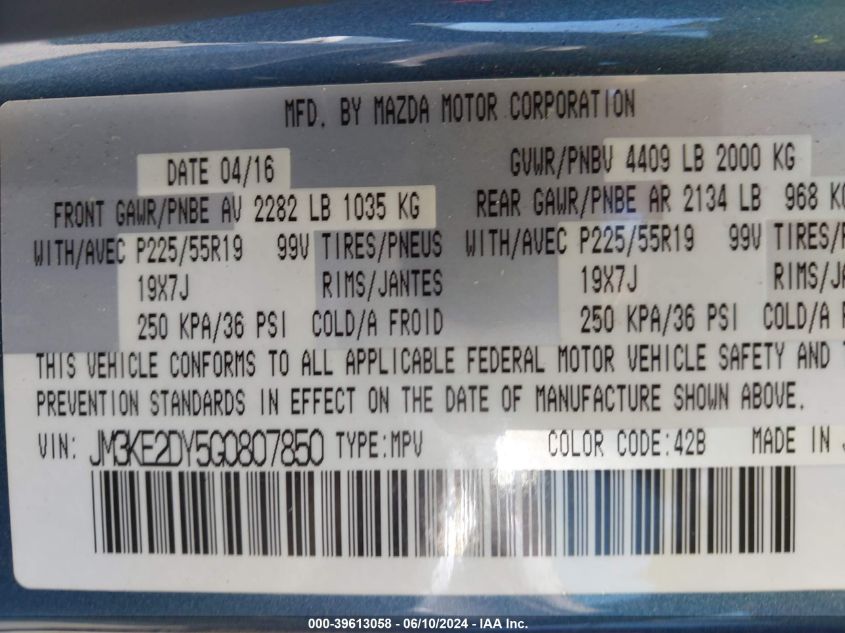 MFD. BY MAZDA MOTOR CORPORATION
DATE 04/16 GVWR/PNBV 4409 LB 2000 KG
FRONT GAWR/PNBE AV 2282 LB 1035 KG REAR GAWR/PNBE AR 2134 LB 968 KG
WITH/AVEC P225/55R19 99V TIRES/PNEUS WITH/AVEC P225/55R19 99V TIRES/
19X7J RIMS/JANTES 19X7J RIMS/JAN
250 KPA/36 PSI COLD/A FROID 250 KPA/36 PSI COLD/A F
THIS VEHICLE CONFORMS TO ALL APPLICABLE FEDERAL MOTOR VEHICLE SAFETY AND
PREVENTION STANDARDS IN EFFECT ON THE DATE OF MANUFACTURE SHOWN ABOVE.
VIN: JM3KE2DY5G0807850 TYPE:MPV COLOR CODE:42B MADE IN
000-39613058 - 06/10/2024 - IAA Inc.